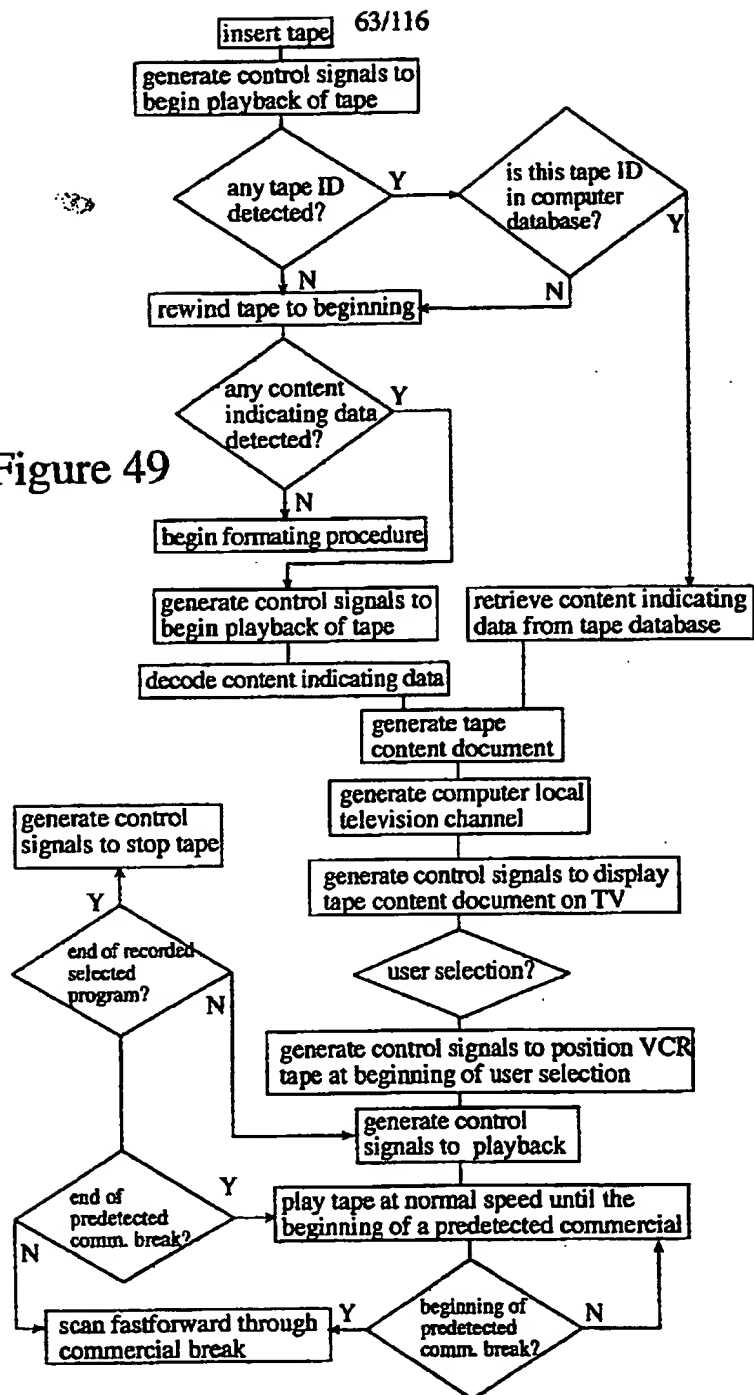 63/116
insert tape
generate control signals to
begin playback of tape
any tape ID
detected?
Y
is this tape ID
in computer
database?
Y
N
N
rewind tape to beginning
any content
indicating data
detected?
Y
Figure 49
N
begin formating procedure
generate control signals to
begin playback of tape
retrieve content indicating
data from tape database
decode content indicating data
generate tape
content document
generate computer local
television channel
generate control
signals to stop tape
generate control signals to display
tape content document on TV
Y
end of recorded
selected
program?
N
user selection?
generate control signals to position VCR
tape at beginning of user selection
generate control
signals to playback
end of
predetected
comm. break?
Y
N
play tape at normal speed until the
beginning of a predetected commercial
scan fastforward through
commercial break
Y
beginning of
predetected
comm. break?
N